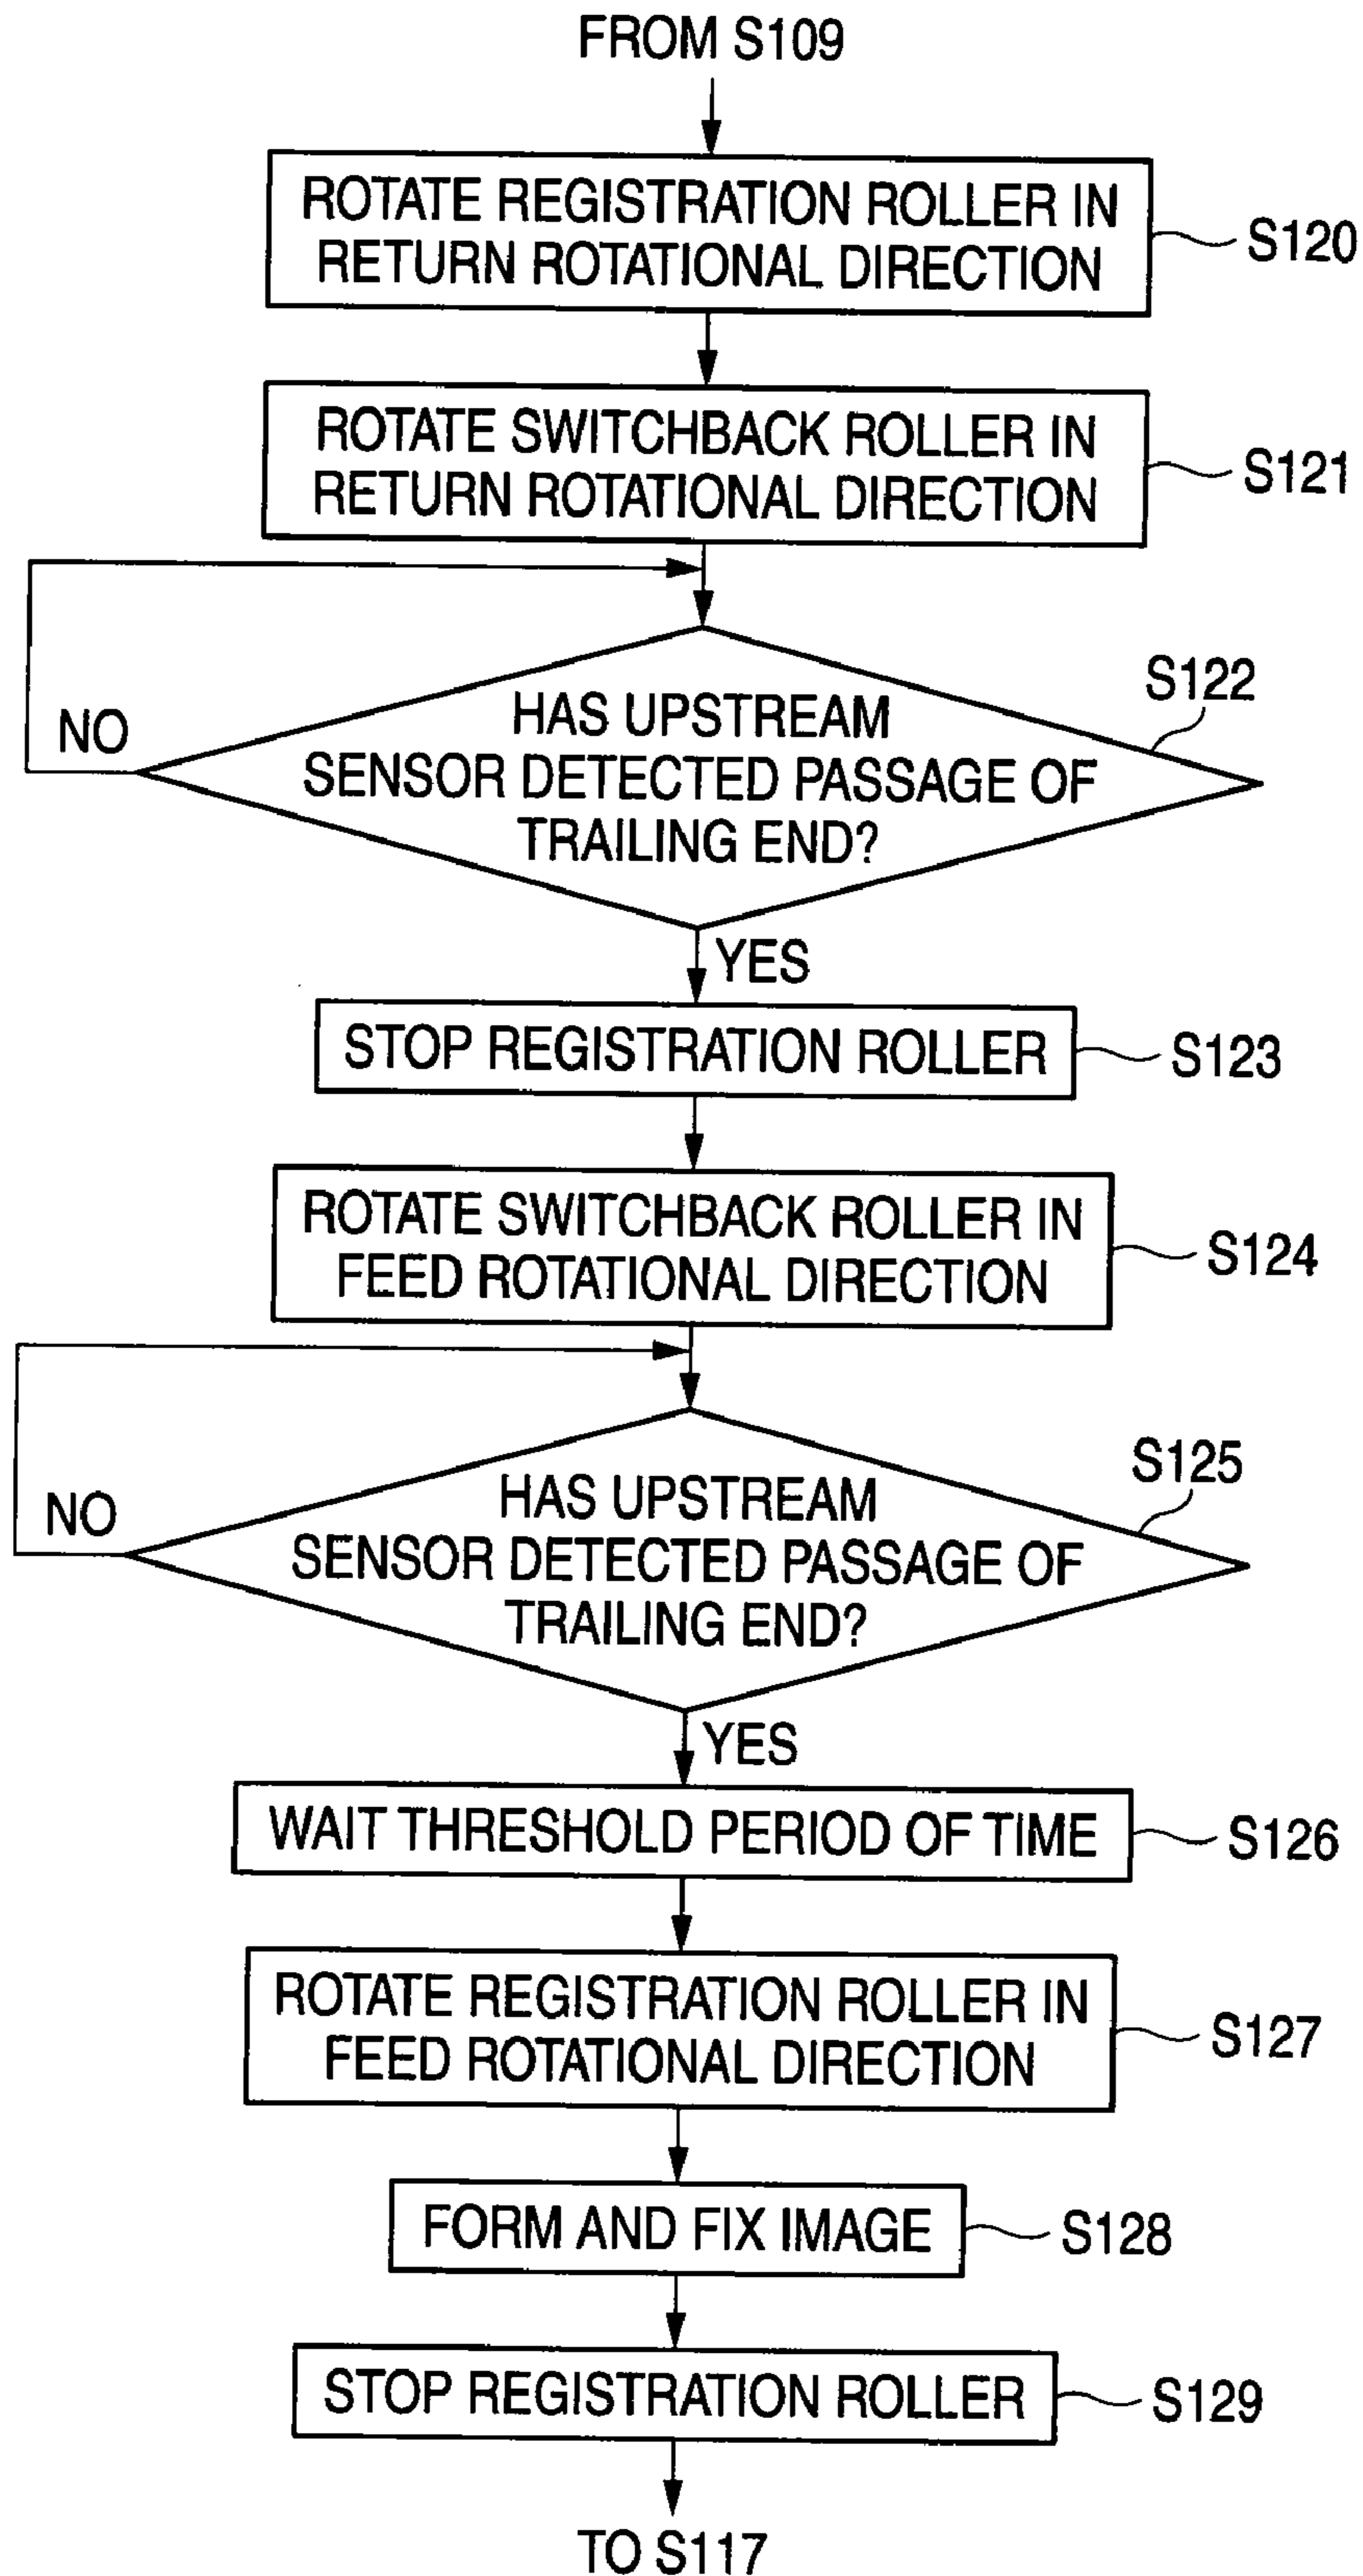 FROM S109
ROTATE REGISTRATION ROLLER IN
RETURN ROTATIONAL DIRECTION
S120
ROTATE SWITCHBACK ROLLER IN
RETURN ROTATIONAL DIRECTION
S121
S122
HAS UPSTREAM
SENSOR DETECTED PASSAGE OF
TRAILING END?
NO
YES
STOP REGISTRATION ROLLER
S123
ROTATE SWITCHBACK ROLLER IN
FEED ROTATIONAL DIRECTION
S124
S125
HAS UPSTREAM
SENSOR DETECTED PASSAGE OF
TRAILING END?
NO
YES
WAIT THRESHOLD PERIOD OF TIME
S126
ROTATE REGISTRATION ROLLER IN
FEED ROTATIONAL DIRECTION
S127
FORM AND FIX IMAGE
S128
STOP REGISTRATION ROLLER
S129
TO S117